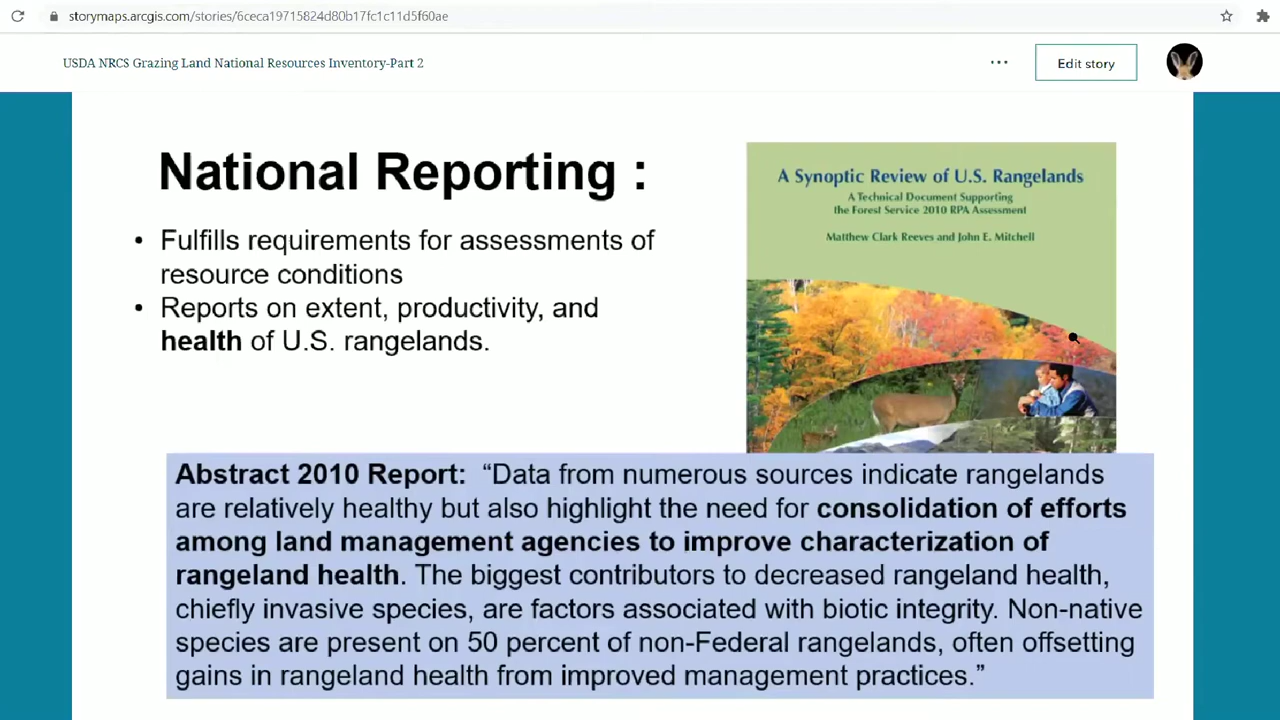 storymaps.arcgis.com/stories/6ceca19715824d80b17fc1c11d5f60ae
USDA NRCS Grazing Land National Resources Inventory-Part 2
Edit story
National Reporting :
• Fulfills requirements for assessments of
resource conditions
• Reports on extent, productivity, and
health of U.S. rangelands.
A Synoptic Review of U.S. Rangelands
A Technical Document Supporting
the Forest Service 2010 RPA Assessment
Matthew Clark Reeves and John E. Mitchell
Abstract 2010 Report: “Data from numerous sources indicate rangelands
are relatively healthy but also highlight the need for consolidation of efforts
among land management agencies to improve characterization of
rangeland health. The biggest contributors to decreased rangeland health,
chiefly invasive species, are factors associated with biotic integrity. Non-native
species are present on 50 percent of non-Federal rangelands, often offsetting
gains in rangeland health from improved management practices.”